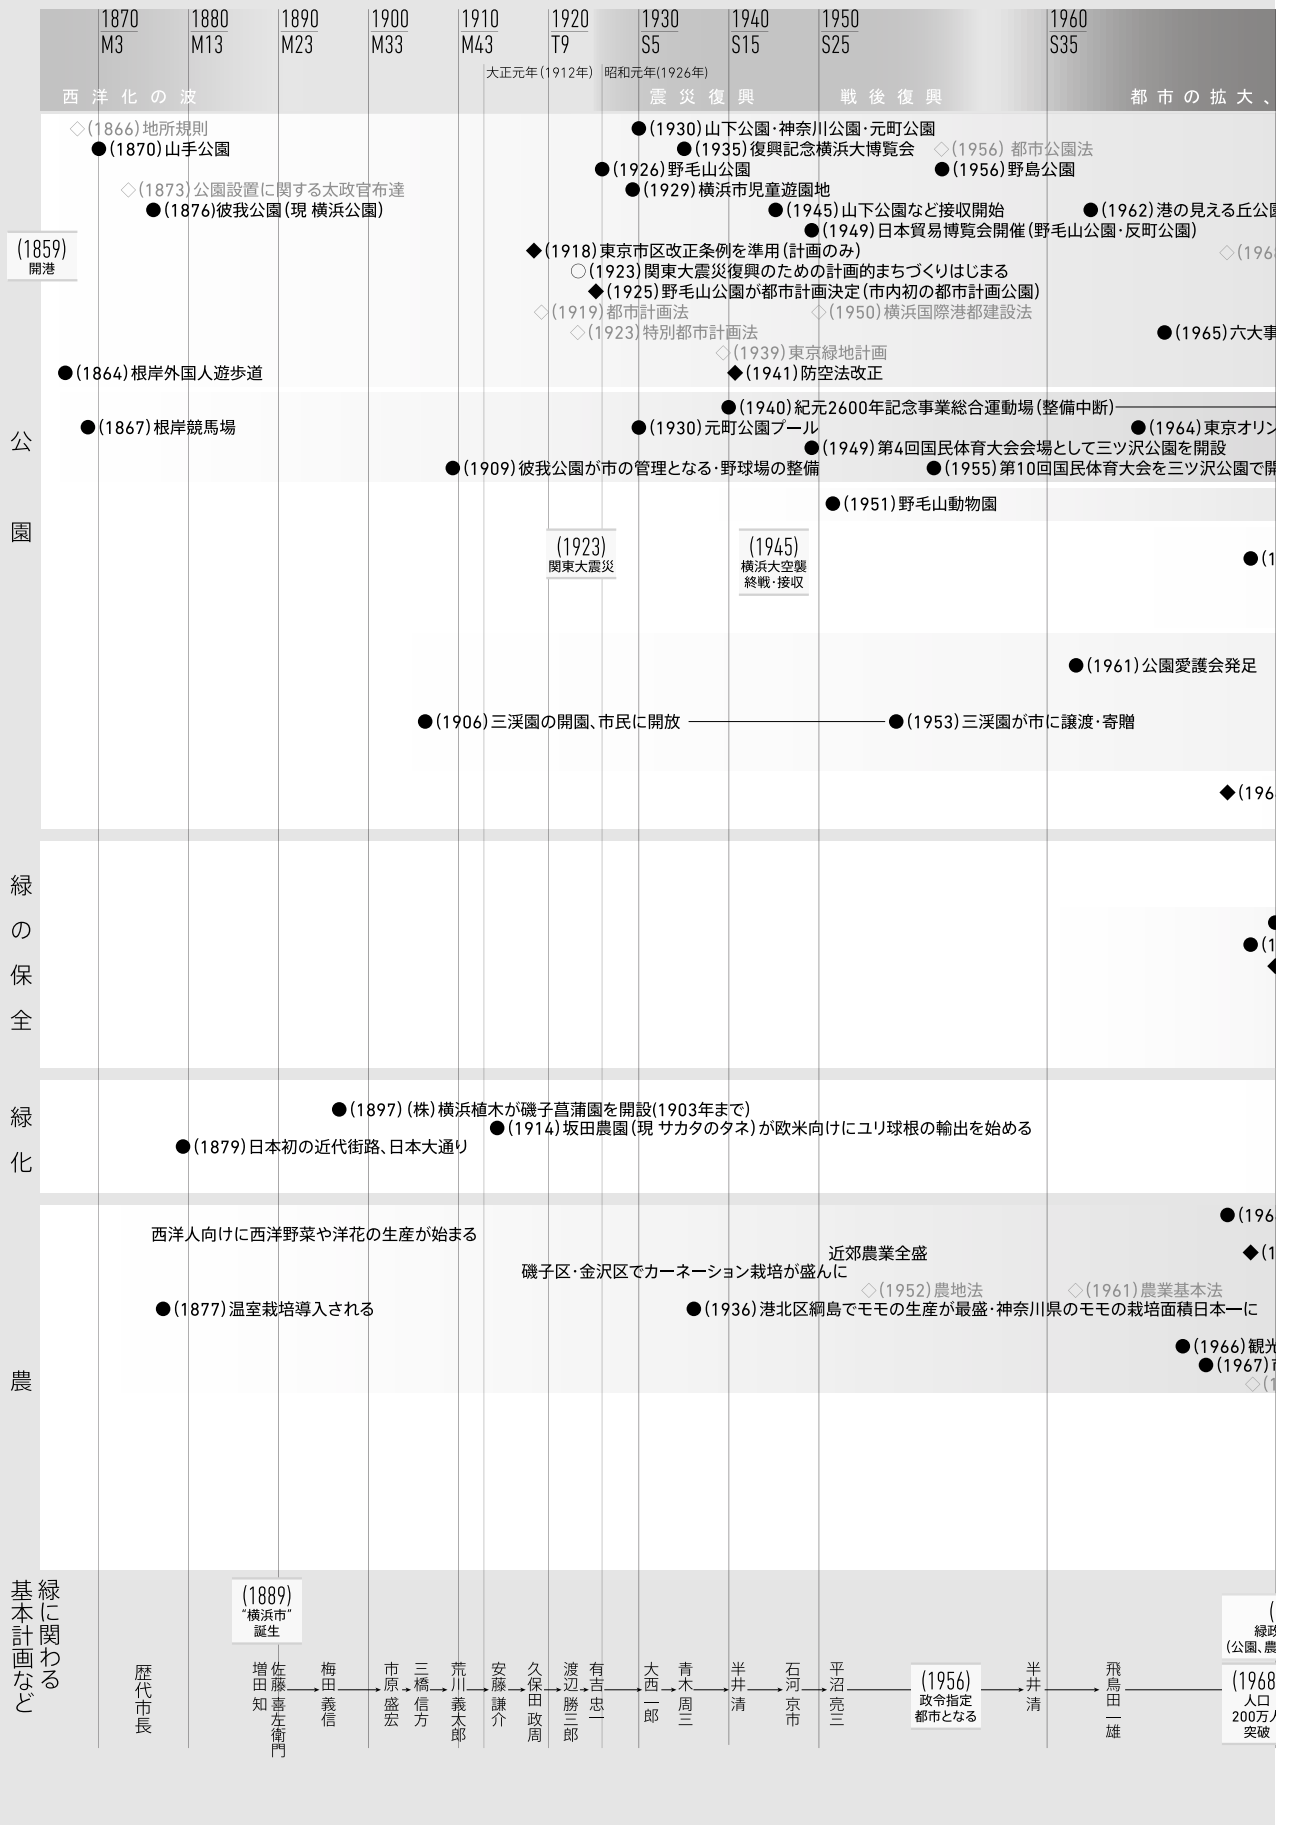 1870 1880 1890 1900 1910 1920 1930 1940 1950 1960
M3 M13 M23 M33 M43 T9 S5 S15 S25 S35
大正元年(1912年) 昭和元年(1926年)
西洋化の波 震災復興 戦後復興 都市の拡大、
◇(1866)地所規則
●(1930)山下公園・神奈川公園・元町公園
●(1870)山手公園
●(1935)復興記念横浜大博覧会
◇(1956) 都市公園法
●(1926)野毛山公園
●(1956)野島公園
◇(1873)公園設置に関する太政官布達
●(1929)横浜市児童遊園地
●(1876)彼我公園(現 横浜公園)
●(1945)山下公園など接収開始
●(1962)港の見える丘公園
●(1949)日本貿易博覧会開催(野毛山公園・反町公園)
(1859)
開港
◆(1918)東京市区改正条例を準用(計画のみ)
◇(196
○(1923)関東大震災復興のための計画的まちづくりはじまる
◆(1925)野毛山公園が都市計画決定(市内初の都市計画公園)
◇(1919)都市計画法
◇(1950)横浜国際港都建設法
◇(1923)特別都市計画法
●(1965)六大事
◇(1939)東京緑地計画
●(1864)根岸外国人遊歩道
◆(1941)防空法改正
公園
●(1940)紀元2600年記念事業総合運動場(整備中断)
●(1867)根岸競馬場
●(1930)元町公園プール
●(1964)東京オリン
●(1949)第4回国民体育大会会場として三ツ沢公園を開設
●(1909)彼我公園が市の管理となる・野球場の整備
●(1955)第10回国民体育大会を三ツ沢公園で開
●(1951)野毛山動物園
(1923)
関東大震災
(1945)
横浜大空襲
終戦・接収
●(1
●(1961)公園愛護会発足
●(1906)三渓園の開園、市民に開放
●(1953)三渓園が市に譲渡・寄贈
◆(196
緑の保全
●(1
緑化
●(1897)(株)横浜植木が磯子菖蒲園を開設(1903年まで)
●(1914)坂田農園(現 サカタのタネ)が欧米向けにユリ球根の輸出を始める
●(1879)日本初の近代街路、日本大通り
農
●(196
西洋人向けに西洋野菜や洋花の生産が始まる
近郊農業全盛
◆(1
磯子区・金沢区でカーネーション栽培が盛んに
◇(1952)農地法
◇(1961)農業基本法
●(1877)温室栽培導入される
●(1936)港北区綱島でモモの生産が最盛・神奈川県のモモの栽培面積日本一に
●(1966)観光
●(1967)市
◇(1
緑に関わる
基本計画など
(1889)
“横浜市”
誕生
(
緑政
(公園、農
歴代市長
増田 知
佐藤 喜左衛門
梅田 義信
市原 盛宏
三橋 信方
荒川 義太郎
安藤 謙介
久保田 政周
渡辺 勝三郎
有吉 忠一
大西 一郎
青木 周三
半井 清
石河 京市
平沼 亮三
(1956)
政令指定
都市となる
半井 清
飛鳥田 一雄
(1968
人口
200万人
突破